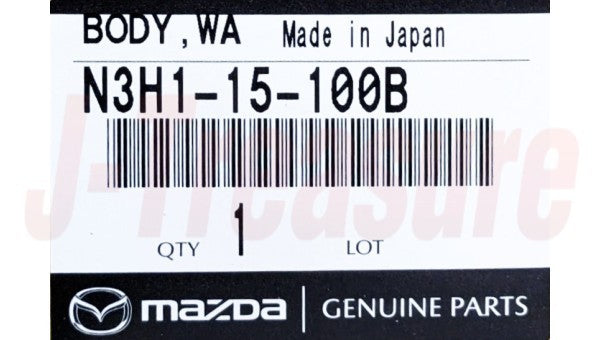 BODY,WA Made in Japan
N3H1-15-100B
J-Treasure
QTY 1 LOT
mazda GENUINE PARTS